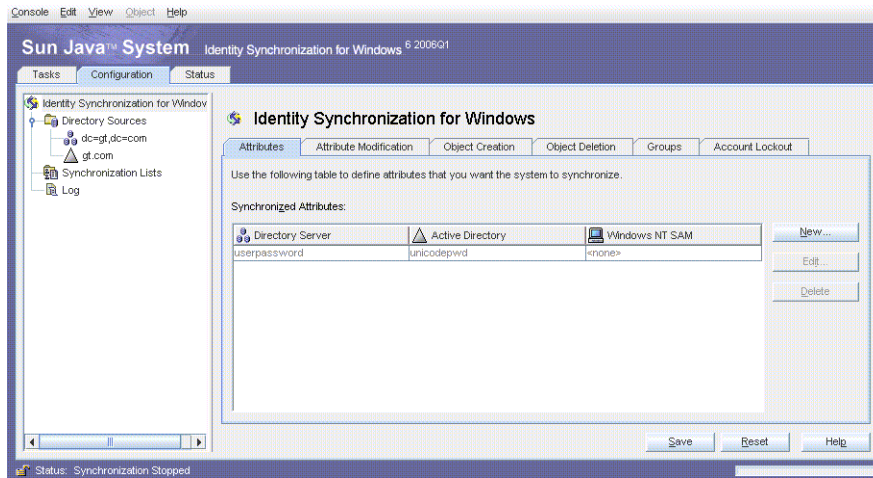 Console Edit View Object Help
Sun Java™ System Identity Synchronization for Windows 6 2006Q1
Tasks Configuration Status
Identity Synchronization for Window
Directory Sources
dc=gt,dc=com
gt.com
Synchronization Lists
Log
Identity Synchronization for Windows
Attributes Attribute Modification Object Creation Object Deletion Groups Account Lockout
Use the following table to define attributes that you want the system to synchronize.
Synchronized Attributes:
Directory Server Active Directory Windows NT SAM
userpassword unicodepwd <none>
New...
Edit...
Delete
Save Reset Help
Status: Synchronization Stopped